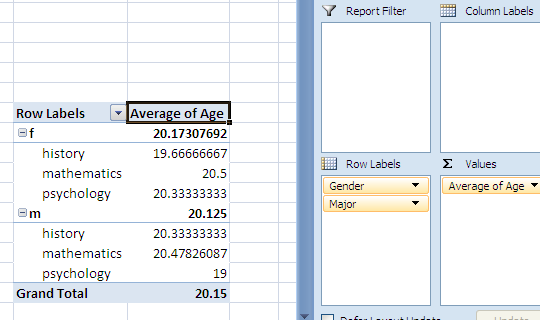 Report Filter
Column Labels
Row Labels Average of Age
f 20.17307692
history 19.66666667
mathematics 20.5
psychology 20.33333333
m 20.125
history 20.33333333
mathematics 20.47826087
psychology 19
Grand Total 20.15
Row Labels
Σ Values
Gender
Major
Average of Age
Defer Layout Update
Update